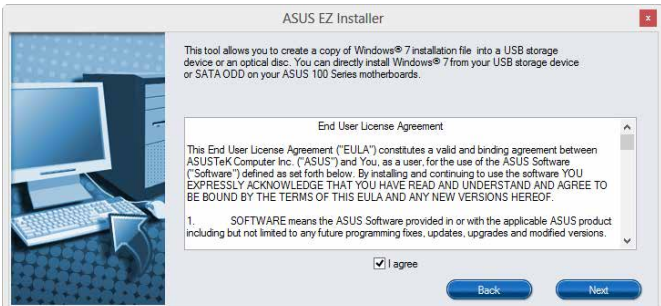 ASUS EZ Installer
x
This tool allows you to create a copy of Windows® 7 installation file into a USB storage
device or an optical disc. You can directly install Windows® 7 from your USB storage device
or SATA ODD on your ASUS 100 Series motherboards.
End User License Agreement
This End User License Agreement ("EULA") constitutes a valid and binding agreement between
ASUSTeK Computer Inc. ("ASUS") and You, as a user, for the use of the ASUS Software
("Software") defined as set forth below. By installing and continuing to use the software YOU
EXPRESSLY ACKNOWLEDGE THAT YOU HAVE READ AND UNDERSTAND AND AGREE TO
BE BOUND BY THE TERMS OF THIS EULA AND ANY NEW VERSIONS HEREOF.
1. SOFTWARE means the ASUS Software provided in or with the applicable ASUS product
including but not limited to any future programming fixes, updates, upgrades and modified versions.
I agree
Back Next